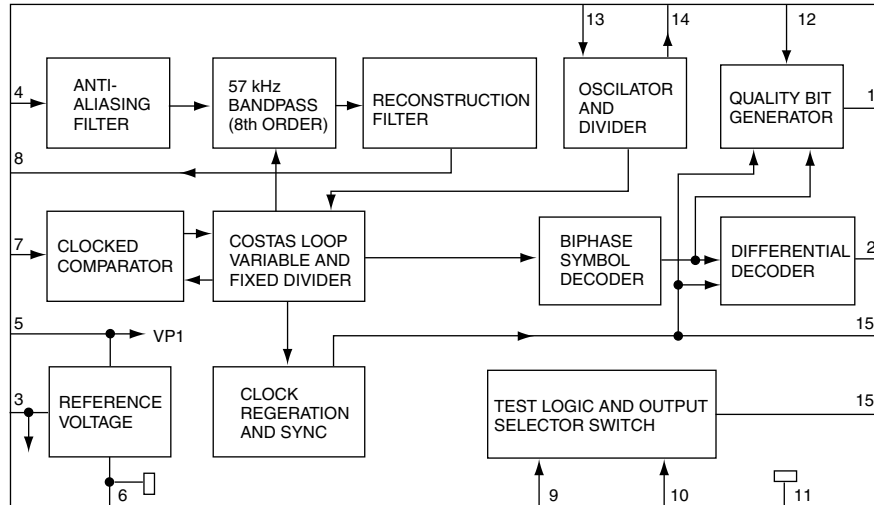 13
14
12
4
ANTI-
ALIASING
FILTER
57 kHz
BANDPASS
(8th ORDER)
RECONSTRUCTION
FILTER
OSCILATOR
AND
DIVIDER
QUALITY BIT
GENERATOR
1
8
7
CLOCKED
COMPARATOR
COSTAS LOOP
VARIABLE AND
FIXED DIVIDER
BIPHASE
SYMBOL
DECODER
DIFFERENTIAL
DECODER
2
5
VP1
15
3
REFERENCE
VOLTAGE
CLOCK
REGERATION
AND SYNC
TEST LOGIC AND OUTPUT
SELECTOR SWITCH
15
6
9
10
11